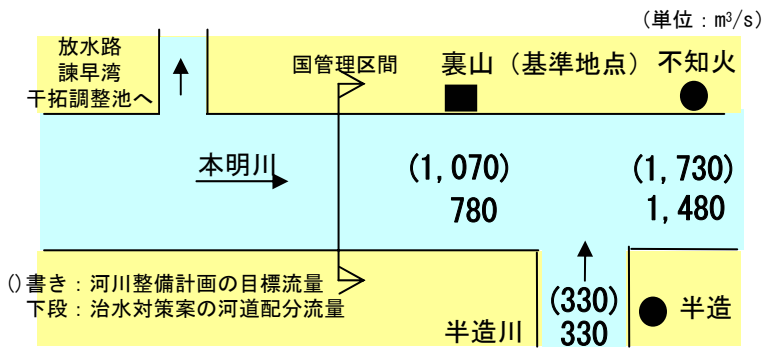 (単位：m³/s)
放水路
諫早湾
干拓調整池へ
国管理区間
裏山（基準地点）
不知火
本明川
(1,070)
780
(1,730)
1,480
()書き：河川整備計画の目標流量
下段：治水対策案の河道配分流量
(330)
330
半造川
半造